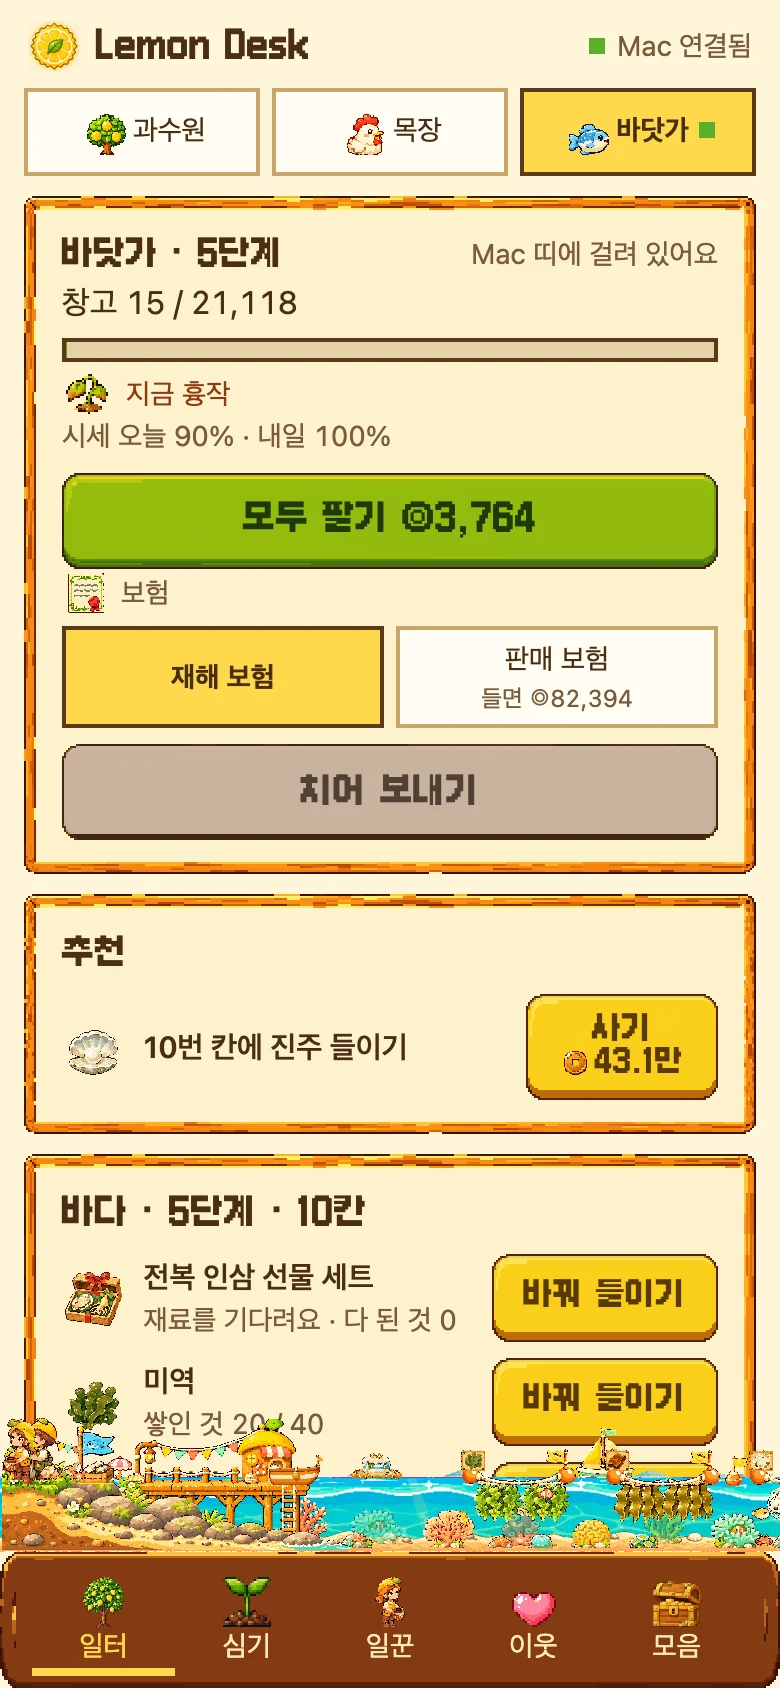 Lemon Desk
Mac 연결됨
과수원
목장
바닷가
바닷가 · 5단계
Mac 띠에 걸려 있어요
창고 15 / 21,118
지금 흉작
시세 오늘 90% · 내일 100%
모두 팔기 ◎3,764
보험
재해 보험
판매 보험
들면 ◎82,394
치어 보내기
추천
10번 칸에 진주 들이기
사기
43.1만
바다 · 5단계 · 10칸
전복 인삼 선물 세트
재료를 기다려요 · 다 된 것 0
바꿔 들이기
미역
쌓인 것 20 / 40
바꿔 들이기
일터
심기
일꾼
이웃
모음